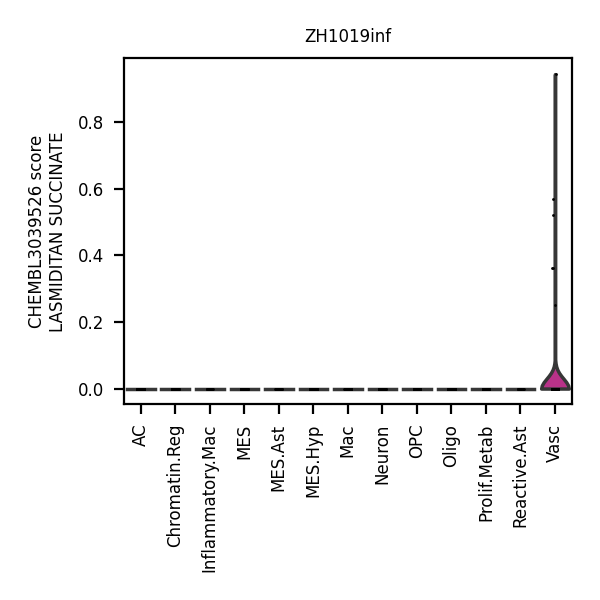 ZH1019inf
CHEMBL3039526 score
LASMIDITAN SUCCINATE
0.8
0.6
0.4
0.2
0.0
AC
Chromatin.Reg
Inflammatory.Mac
MES
MES.Ast
MES.Hyp
Mac
Neuron
OPC
Oligo
Prolif.Metab
Reactive.Ast
Vasc